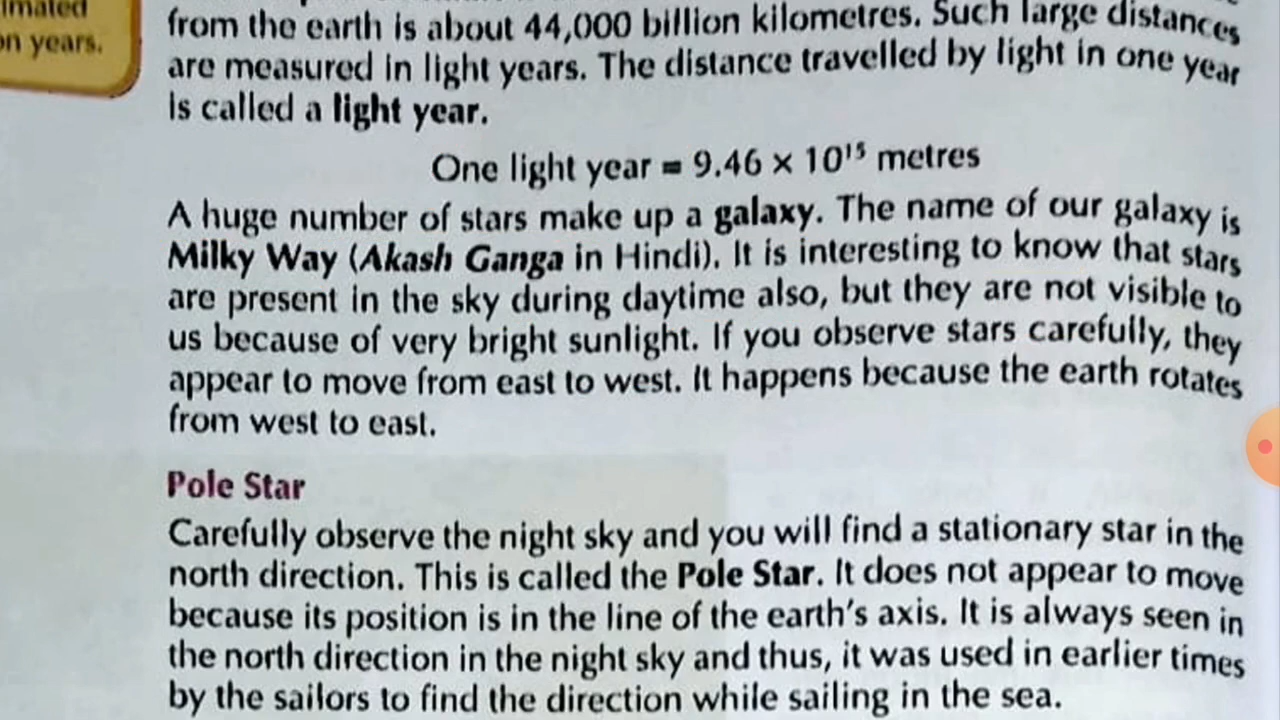 on years.
from the earth is about 44,000 billion kilometres. Such large distances
are measured in light years. The distance travelled by light in one year
is called a light year.
One light year = 9.46 × 10¹⁵ metres
A huge number of stars make up a galaxy. The name of our galaxy is
Milky Way (Akash Ganga in Hindi). It is interesting to know that stars
are present in the sky during daytime also, but they are not visible to
us because of very bright sunlight. If you observe stars carefully, they
appear to move from east to west. It happens because the earth rotates
from west to east.
Pole Star
Carefully observe the night sky and you will find a stationary star in the
north direction. This is called the Pole Star. It does not appear to move
because its position is in the line of the earth's axis. It is always seen in
the north direction in the night sky and thus, it was used in earlier times
by the sailors to find the direction while sailing in the sea.